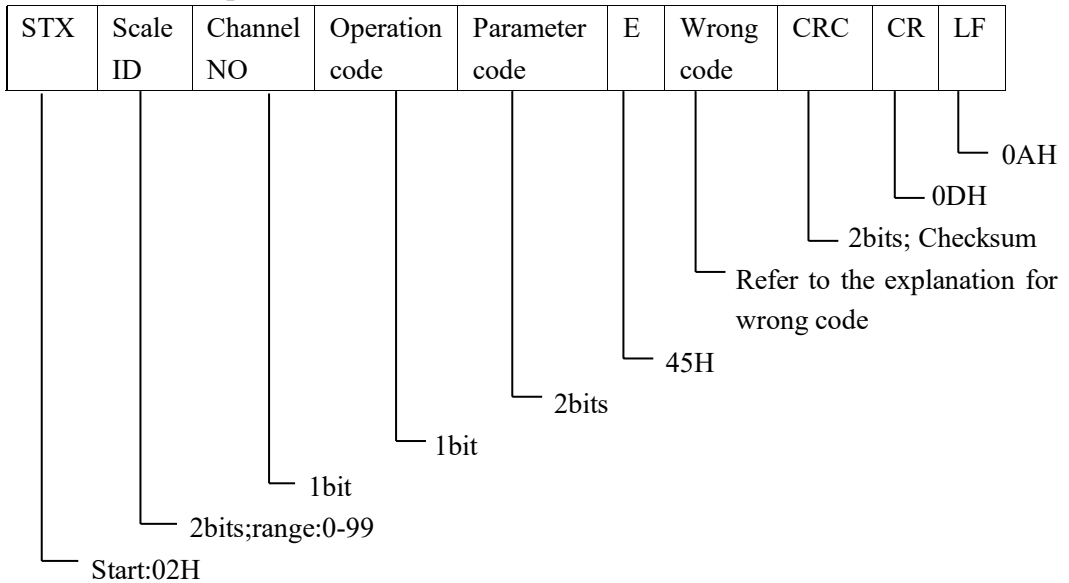 STX Scale ID Channel NO Operation code Parameter code E Wrong code CRC CR LF
0AH
0DH
2bits; Checksum
Refer to the explanation for
wrong code
45H
2bits
1bit
1bit
2bits;range:0-99
Start:02H